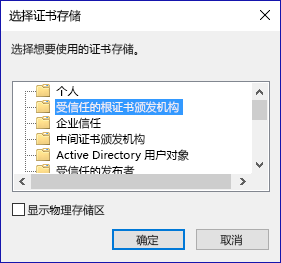 选择证书存储
选择想要使用的证书存储。
个人
受信任的根证书颁发机构
企业信任
中间证书颁发机构
Active Directory 用户对象
受信任的发布者
显示物理存储区
确定
取消